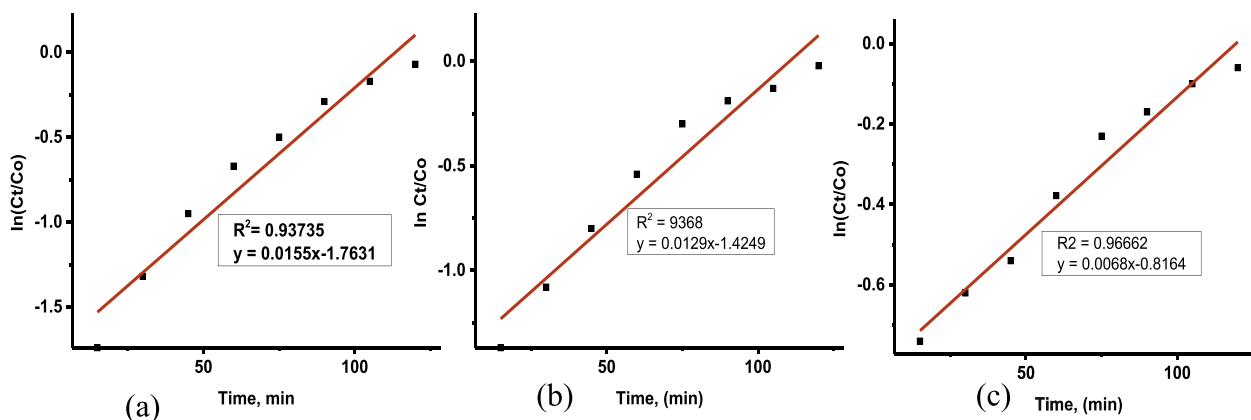 0.0
-0.5
-1.0
-1.5
ln(Ct/Co)
R²= 0.93735
y = 0.0155x-1.7631
50
100
Time, min
(a)
0.0
-0.5
-1.0
ln Ct/Co)
R² = 9368
y = 0.0129x-1.4249
50
100
Time, (min)
(b)
0.0
-0.2
-0.4
-0.6
ln(Ct/Co)
R2 = 0.96662
y = 0.0068x-0.8164
50
100
Time, (min)
(c)